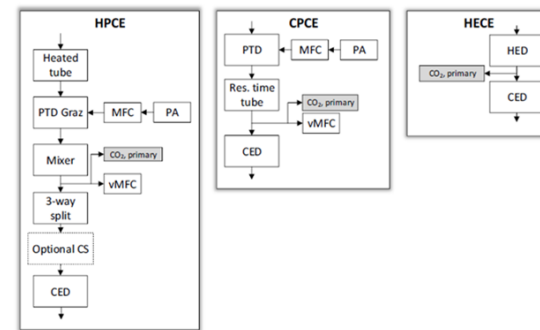 HPCE
Heated
tube
PTD Graz
MFC
PA
Mixer
CO₂, primary
vMFC
3-way
split
Optional CS
CED
CPCE
PTD
MFC
PA
Res. time
tube
CO₂, primary
vMFC
CED
HECE
HED
CO₂, primary
CED